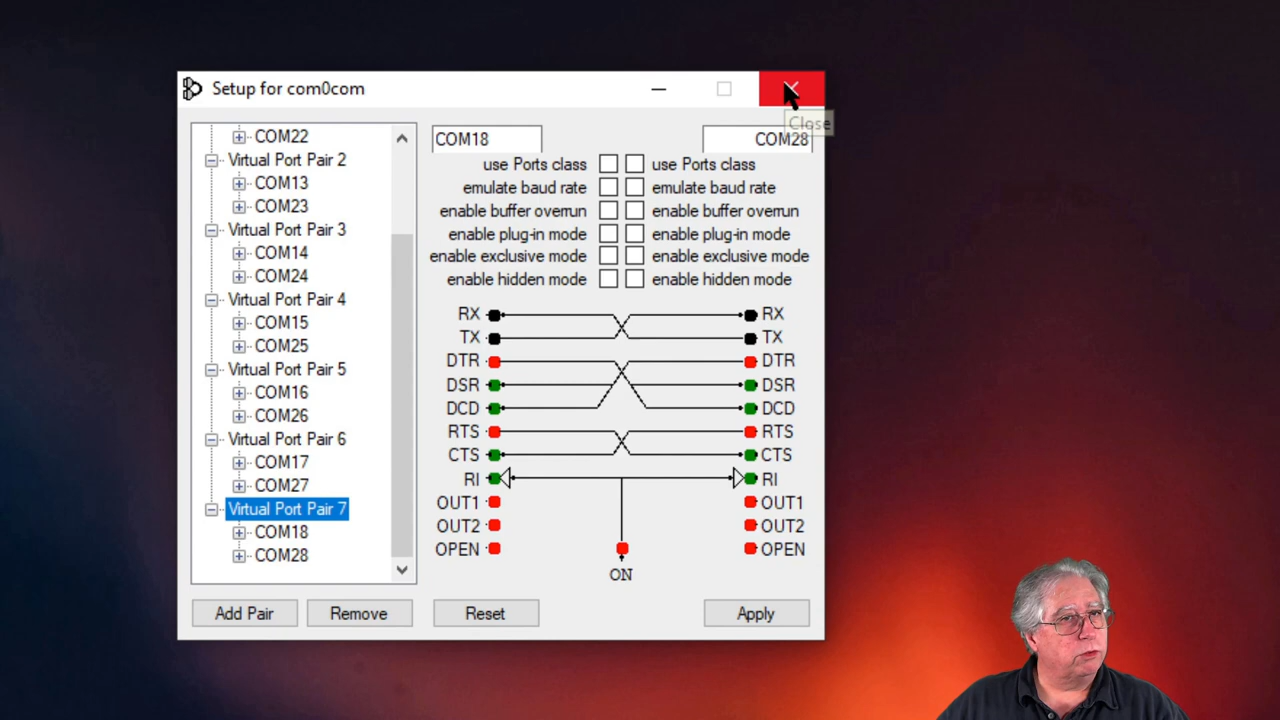 Setup for com0com
Close
COM22
Virtual Port Pair 2
COM13
COM23
Virtual Port Pair 3
COM14
COM24
Virtual Port Pair 4
COM15
COM25
Virtual Port Pair 5
COM16
COM26
Virtual Port Pair 6
COM17
COM27
Virtual Port Pair 7
COM18
COM28
COM18 COM28
use Ports class use Ports class
emulate baud rate emulate baud rate
enable buffer overrun enable buffer overrun
enable plug-in mode enable plug-in mode
enable exclusive mode enable exclusive mode
enable hidden mode enable hidden mode
RX RX
TX TX
DTR DTR
DSR DSR
DCD DCD
RTS RTS
CTS CTS
RI RI
OUT1 OUT1
OUT2 OUT2
OPEN OPEN
ON
Add Pair Remove Reset Apply